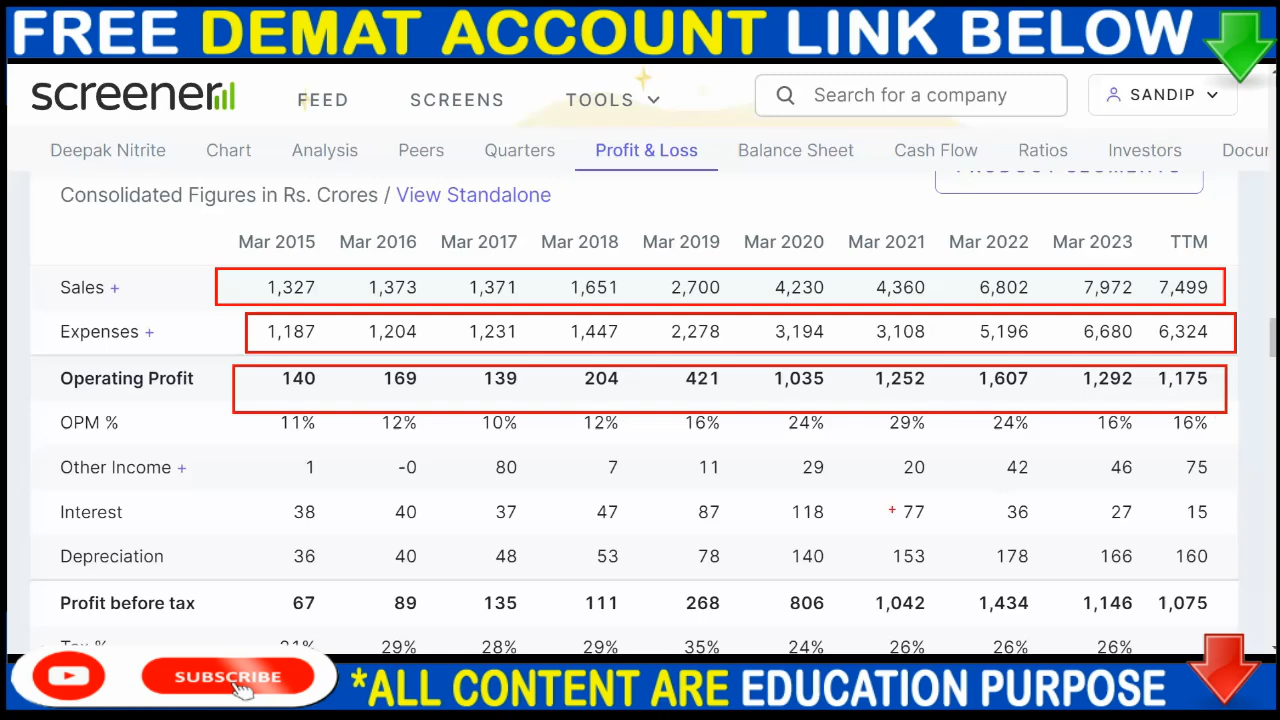 FREE DEMAT ACCOUNT LINK BELOW
screener FEED SCREENS TOOLS Search for a company SANDIP
Deepak Nitrite Chart Analysis Peers Quarters Profit & Loss Balance Sheet Cash Flow Ratios Investors
Consolidated Figures in Rs. Crores / View Standalone PRODUCT SEGMENTS
Mar 2015 Mar 2016 Mar 2017 Mar 2018 Mar 2019 Mar 2020 Mar 2021 Mar 2022 Mar 2023 TTM
Sales + 1,327 1,373 1,371 1,651 2,700 4,230 4,360 6,802 7,972 7,499
Expenses + 1,187 1,204 1,231 1,447 2,278 3,194 3,108 5,196 6,680 6,324
Operating Profit 140 169 139 204 421 1,035 1,252 1,607 1,292 1,175
OPM % 11% 12% 10% 12% 16% 24% 29% 24% 16% 16%
Other Income + 1 -0 80 7 11 29 20 42 46 75
Interest 38 40 37 47 87 118 + 77 36 27 15
Depreciation 36 40 48 53 78 140 153 178 166 160
Profit before tax 67 89 135 111 268 806 1,042 1,434 1,146 1,075
Tax % 29% 28% 29% 35% 24% 26% 26% 26%
SUBSCRIBE
*ALL CONTENT ARE EDUCATION PURPOSE